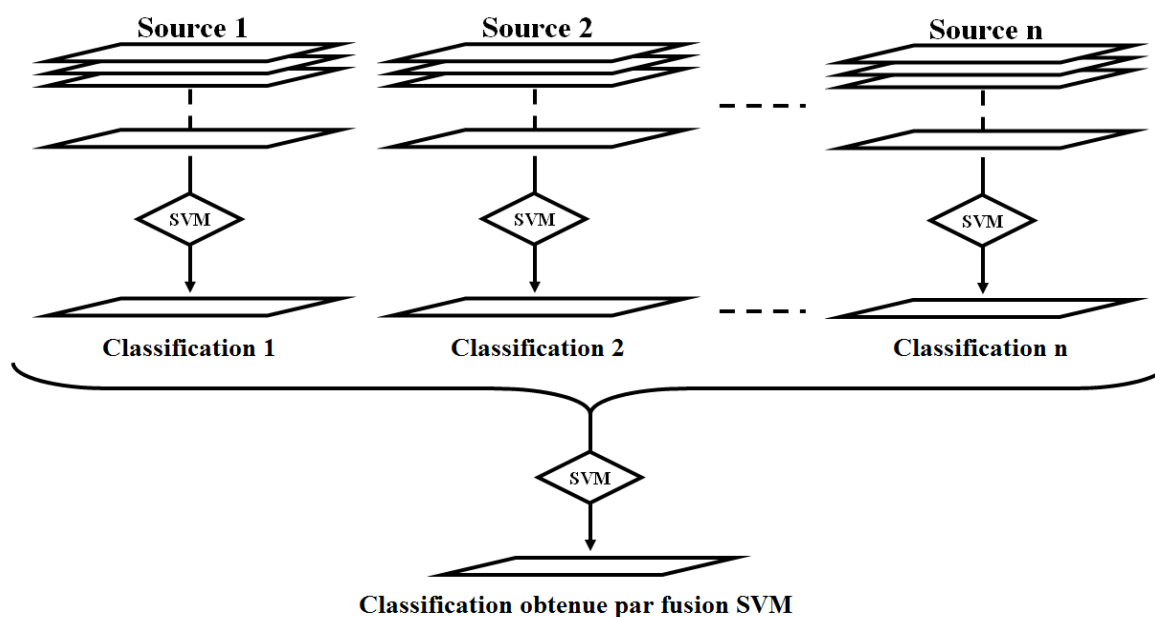 Source 1
Source 2
Source n
SVM
SVM
SVM
Classification 1
Classification 2
Classification n
SVM
Classification obtenue par fusion SVM